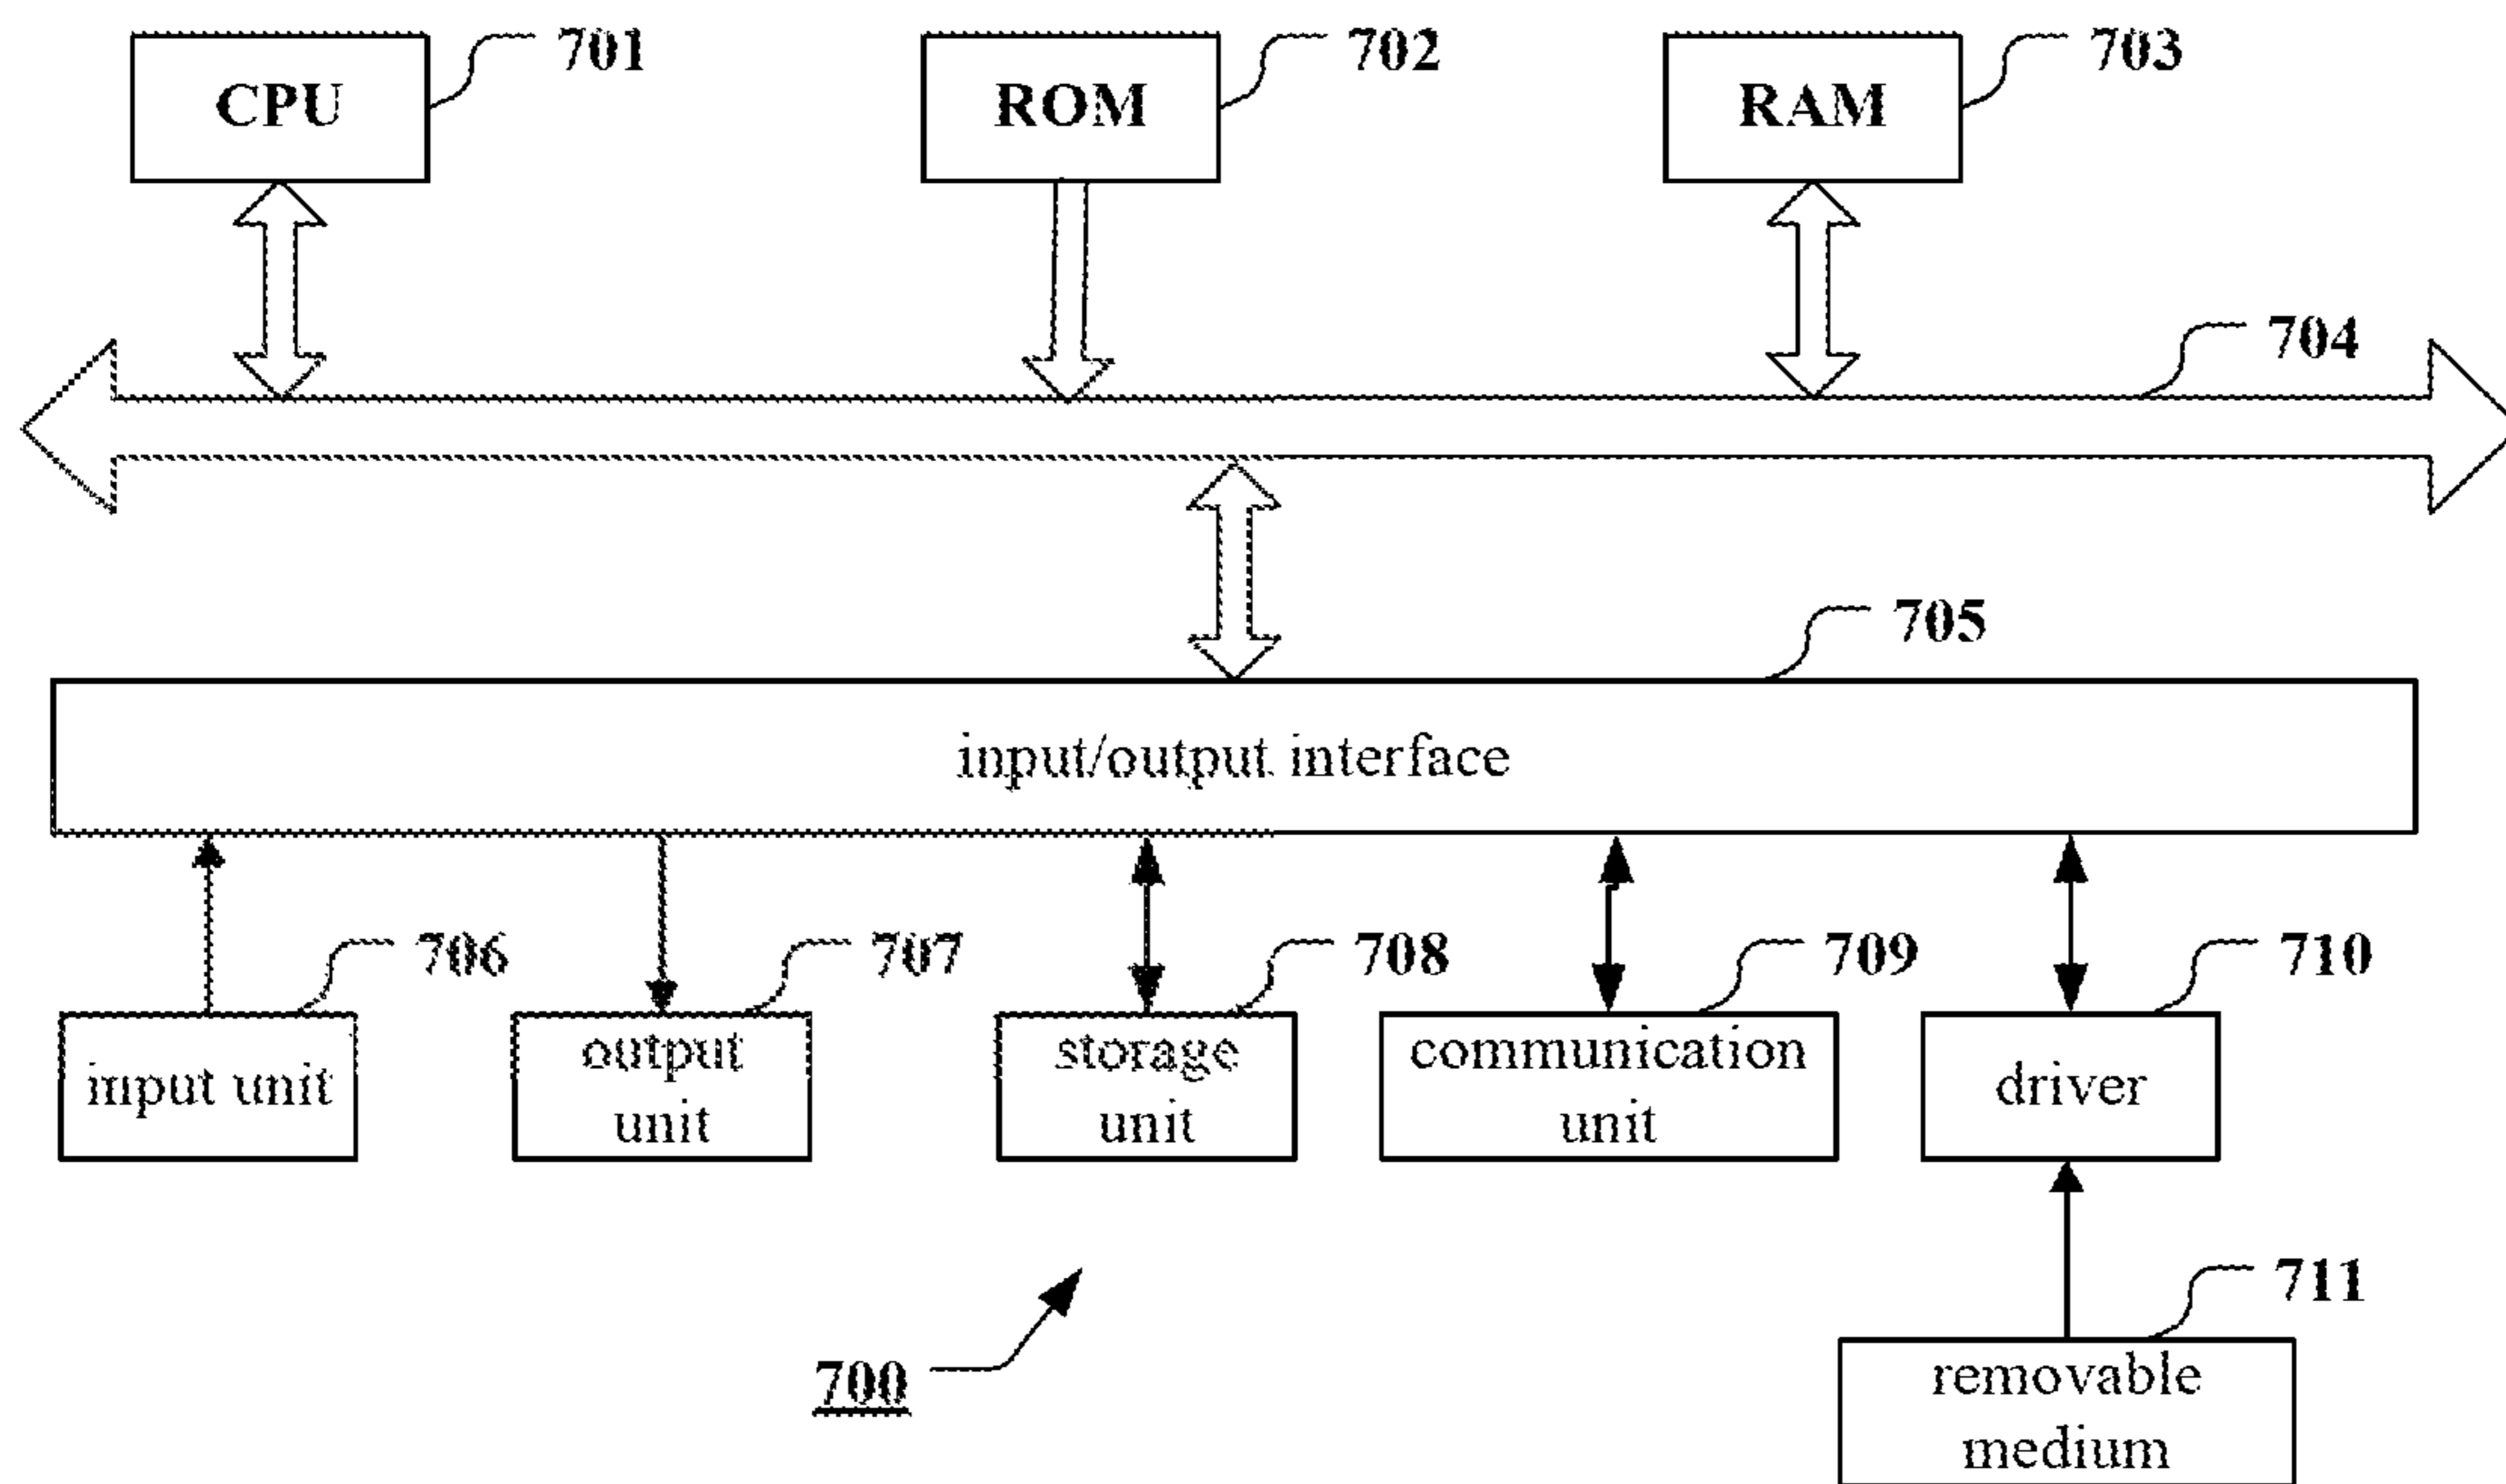 701
702
703
CPU
ROM
RAM
704
705
input/output interface
706
707
708
709
710
input unit
output
unit
storage
unit
communication
unit
driver
711
700
removable
medium